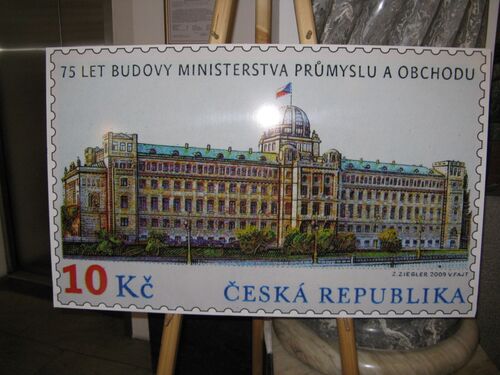 75 LET BUDOVY MINISTERSTVA PRŮMYSLU A OBCHODU
10 Kč
ČESKÁ REPUBLIKA
Z. ZIEGLER 2009 V. FAJT